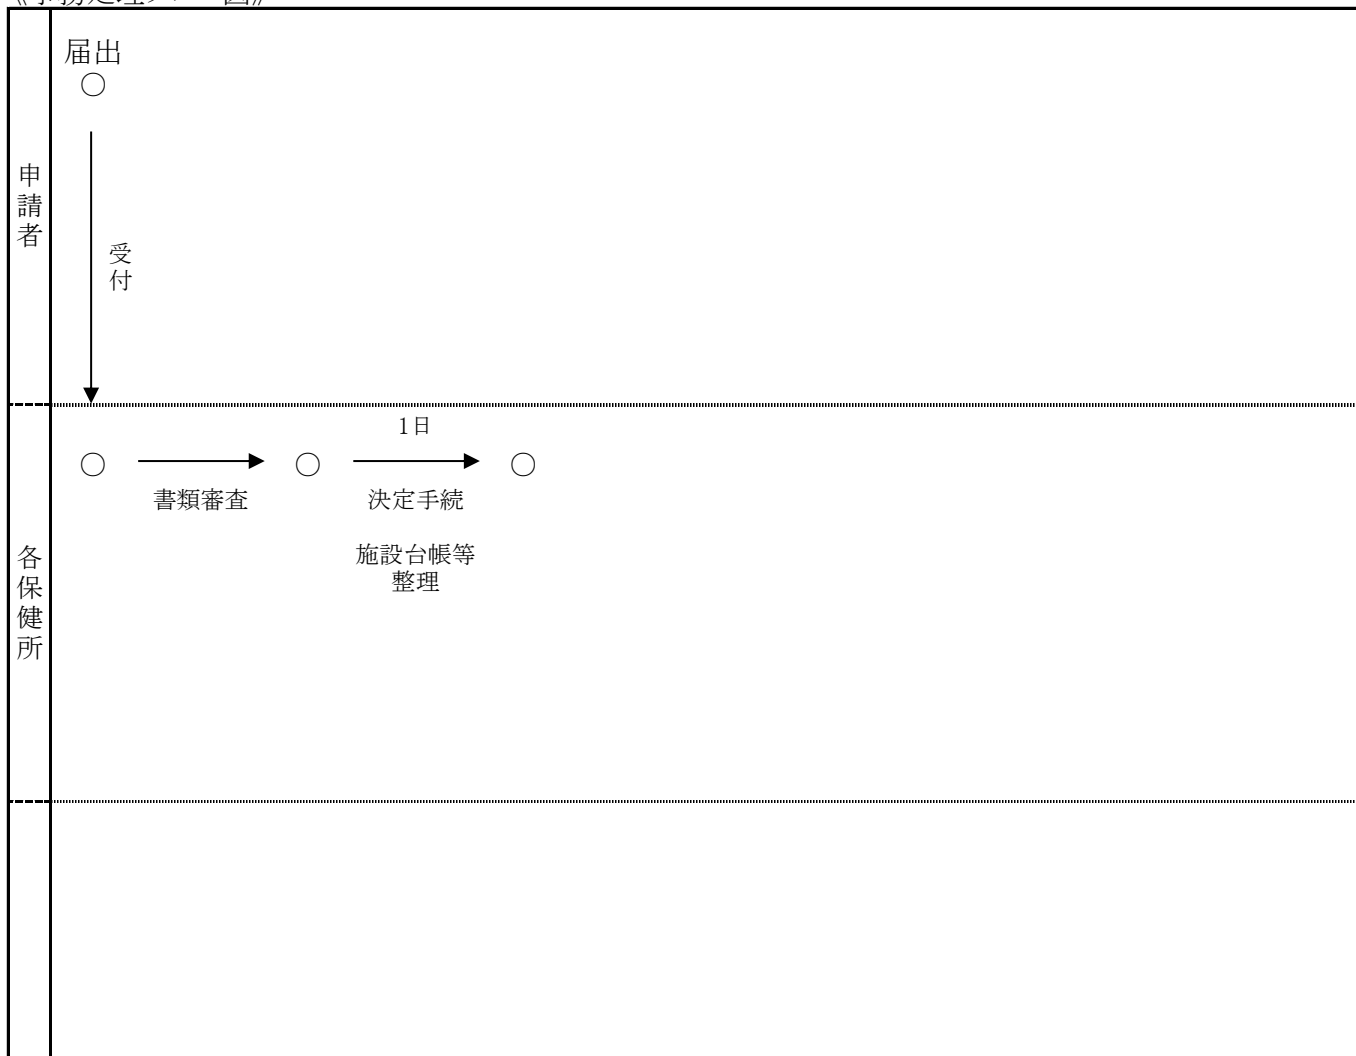 届出
○
申請者
受付
1日
○ ○ ○
書類審査 決定手続
施設台帳等
整理
各保健所